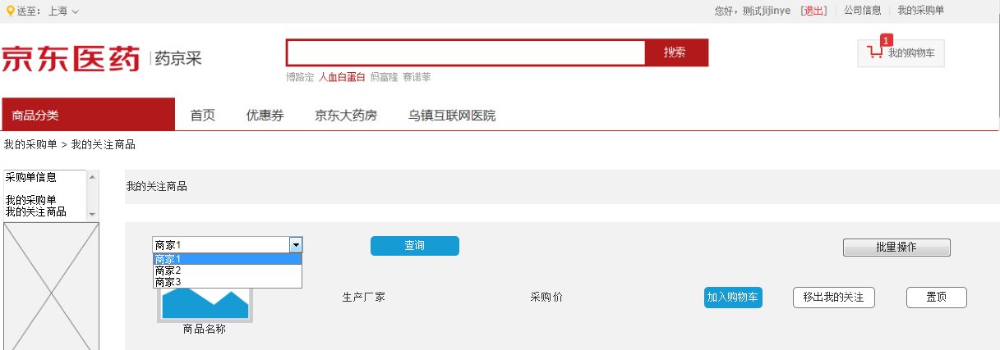 送至： 上海
您好，测试jijinye [退出] 公司信息 我的采购单
京东医药 药京采
搜索
1
我的购物车
博路定 人血白蛋白 妈富隆 赛诺菲
商品分类 首页 优惠券 京东大药房 乌镇互联网医院
我的采购单 > 我的关注商品
采购单信息
我的采购单
我的关注商品
我的关注商品
商家1
查询
批量操作
商家1
商家2
商家3
生产厂家 采购价 加入购物车 移出我的关注 置顶
商品名称